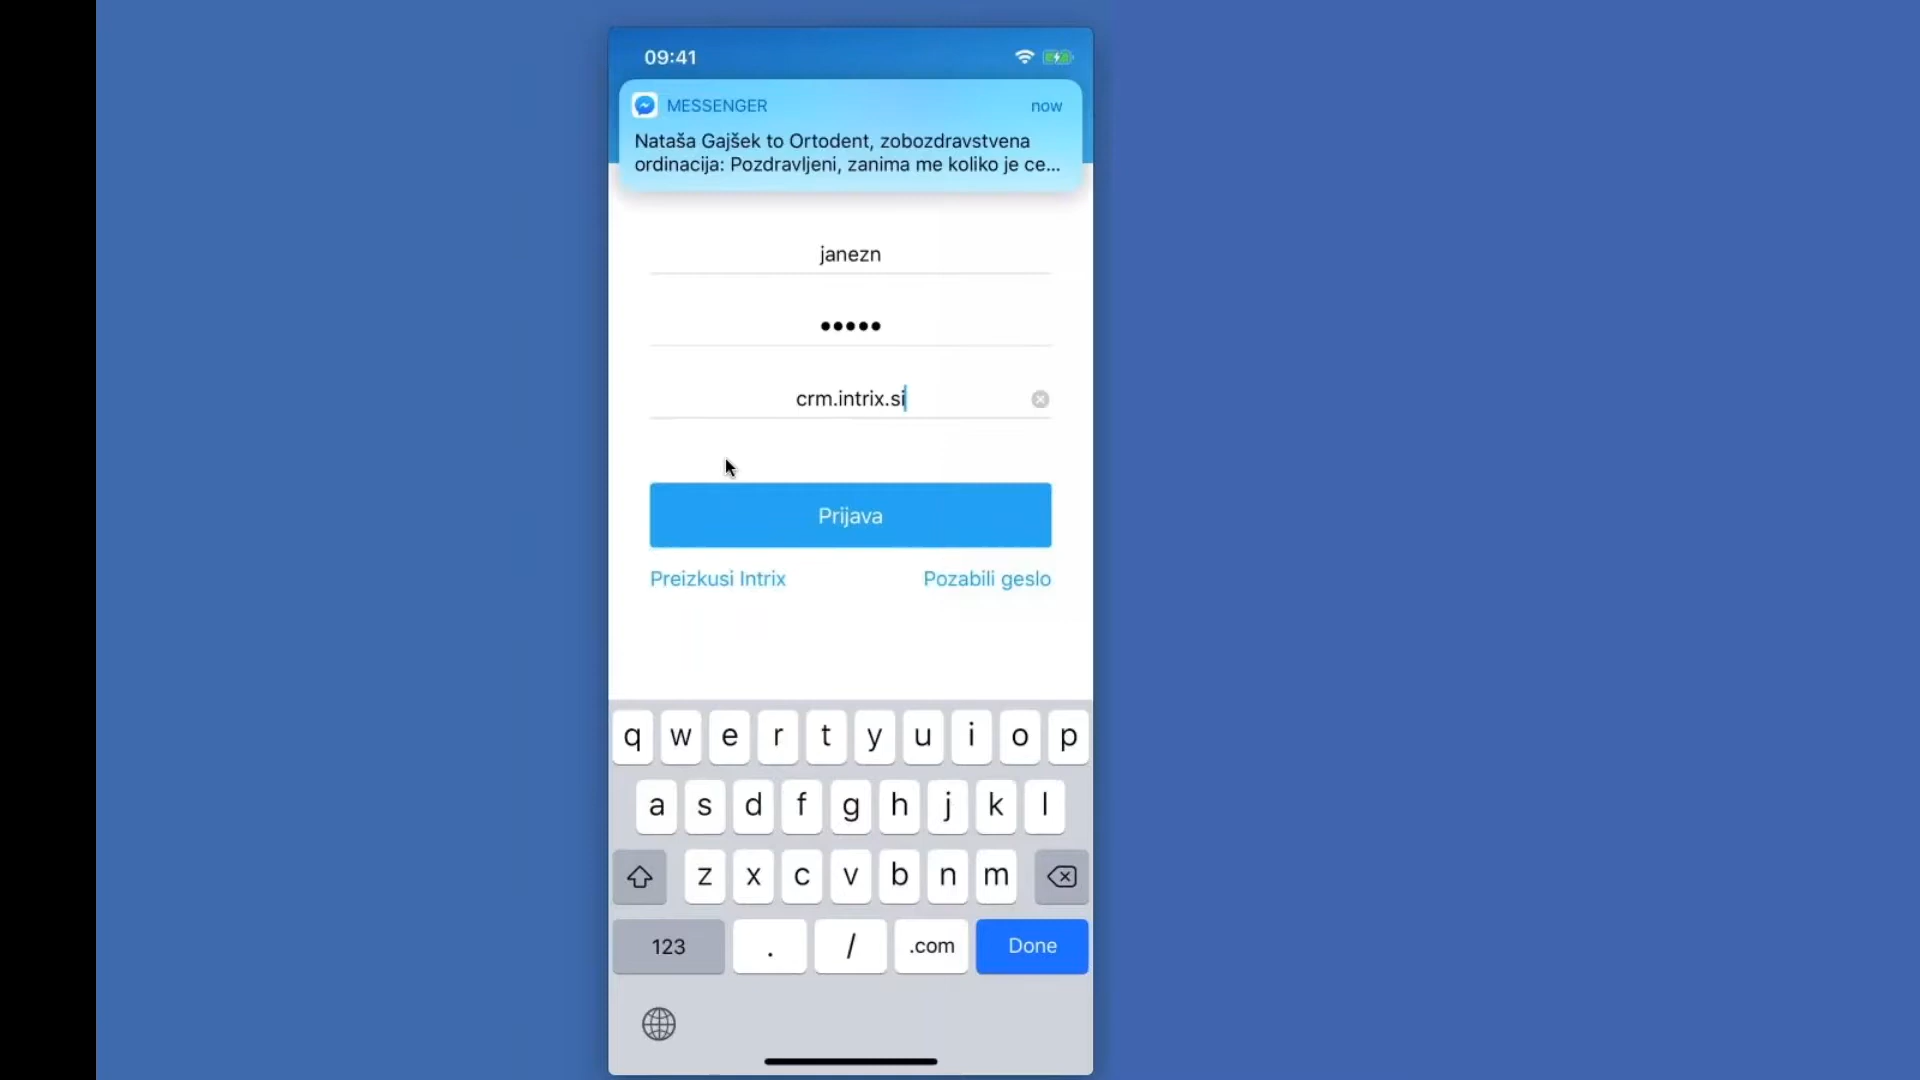 09:41
MESSENGER
now
Nataša Gajšek to Ortodent, zobozdravstvena
ordinacija: Pozdravljeni, zanima me koliko je ce...
janezn
•••••
crm.intrix.si
Prijava
Preizkusi Intrix
Pozabili geslo
q w e r t y u i o p
a s d f g h j k l
z x c v b n m
123 . / .com Done